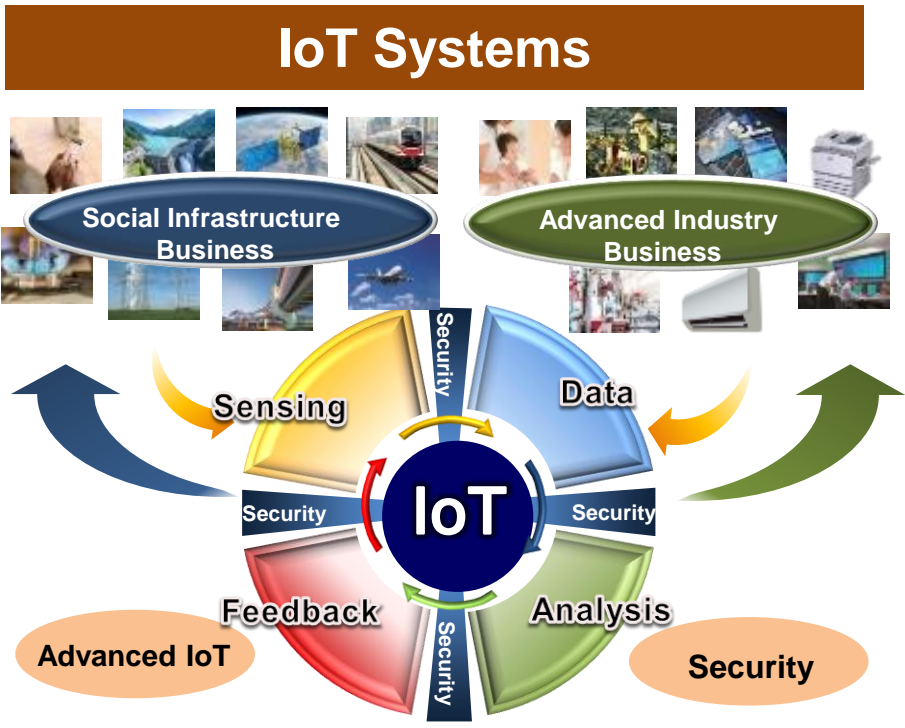 IoT Systems
Social Infrastructure
Business
Advanced Industry
Business
Security
Sensing
Data
Security
IoT
Security
Feedback
Analysis
Security
Advanced IoT
Security